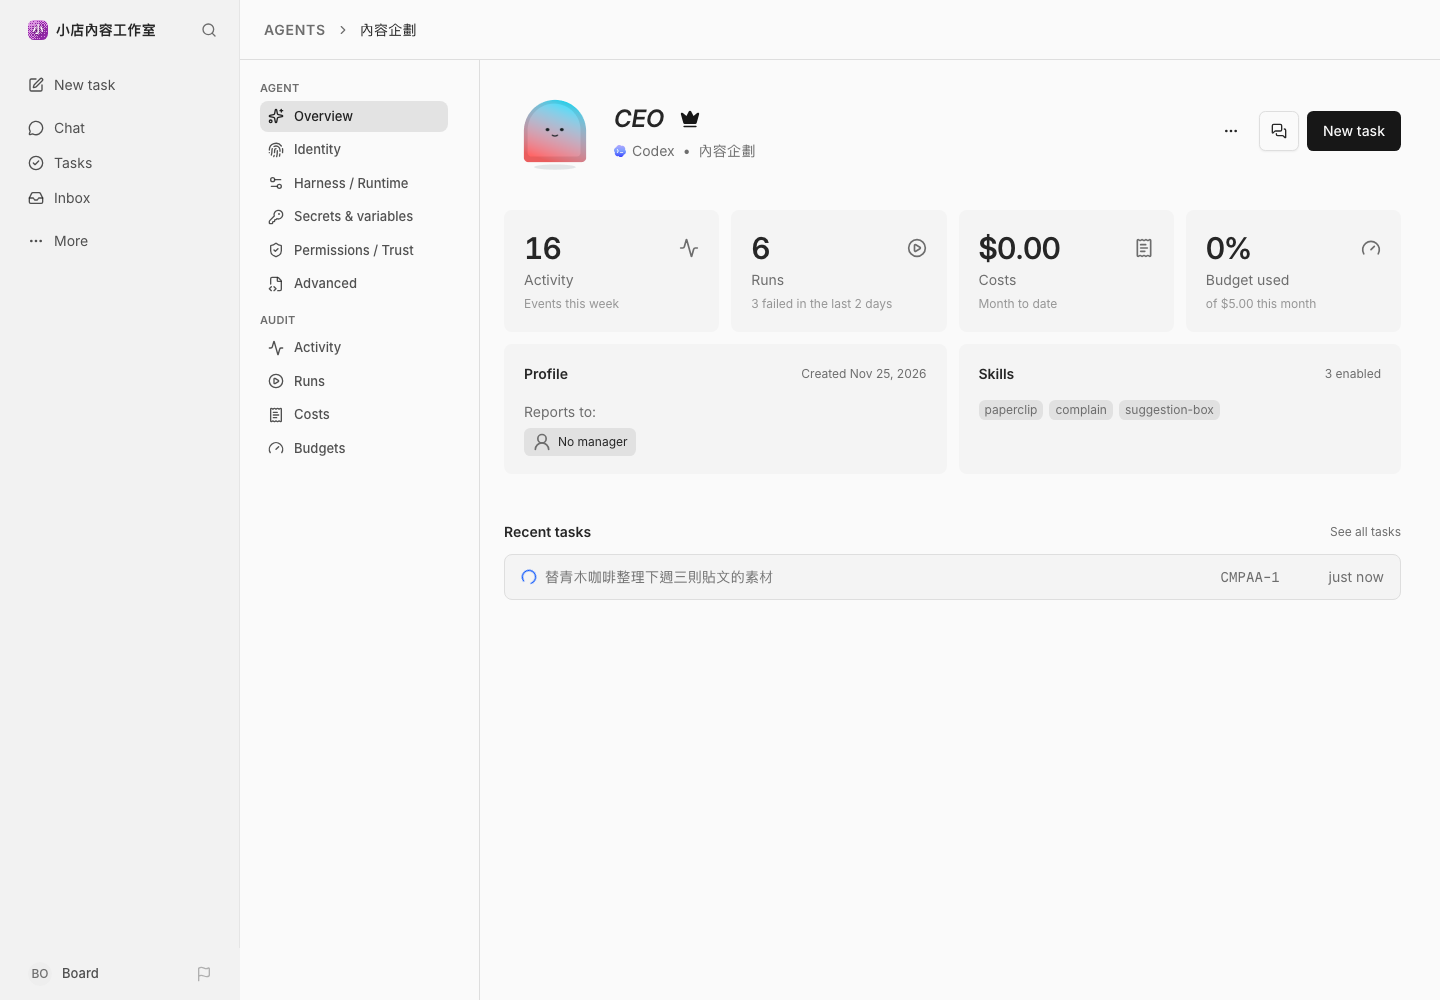 小 小店內容工作室
New task
Chat
Tasks
Inbox
More
BO Board
AGENTS > 內容企劃
AGENT
Overview
Identity
Harness / Runtime
Secrets & variables
Permissions / Trust
Advanced
AUDIT
Activity
Runs
Costs
Budgets
CEO
Codex • 內容企劃
New task
16
Activity
Events this week
6
Runs
3 failed in the last 2 days
$0.00
Costs
Month to date
0%
Budget used
of $5.00 this month
Profile
Created Nov 25, 2026
Reports to:
No manager
Skills
3 enabled
paperclip complain suggestion-box
Recent tasks
See all tasks
替青木咖啡整理下週三則貼文的素材 CMPAA-1 just now